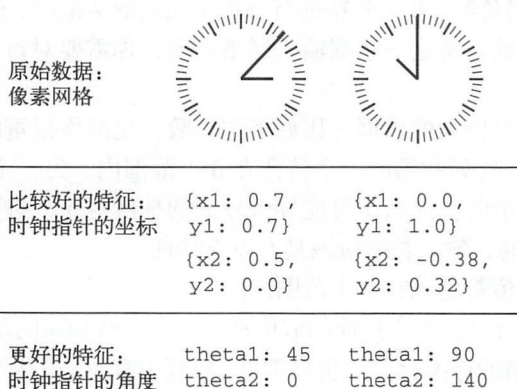 原始数据：
像素网格
比较好的特征： {x1: 0.7, {x1: 0.0,
时钟指针的坐标 y1: 0.7} y1: 1.0}
{x2: 0.5, {x2: -0.38,
y2: 0.0} y2: 0.32}
更好的特征： theta1: 45 theta1: 90
时钟指针的角度 theta2: 0 theta2: 140